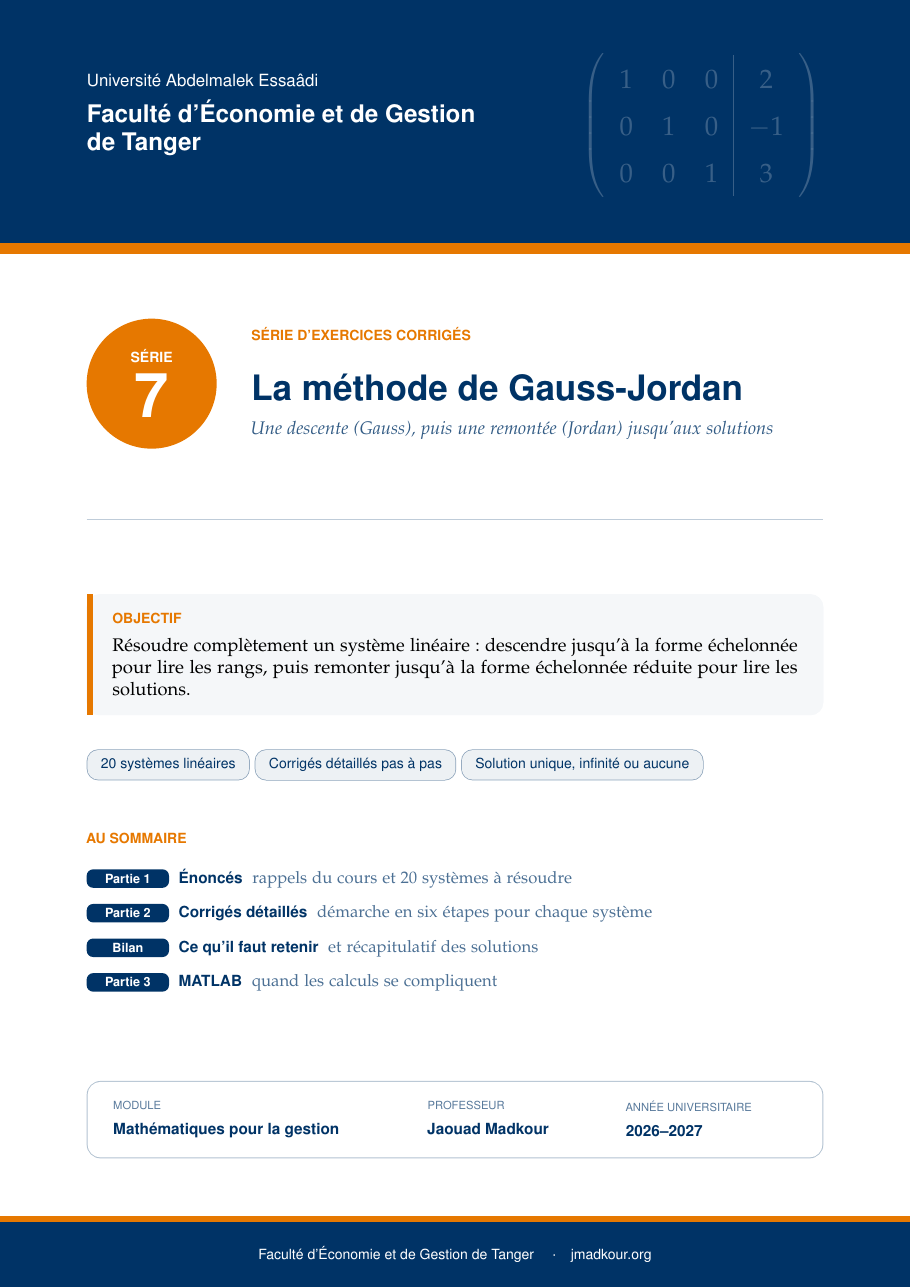 Université Abdelmalek Essaâdi
Faculté d'Économie et de Gestion
de Tanger
1 0 0 2
0 1 0 −1
0 0 1 3
SÉRIE
7
SÉRIE D'EXERCICES CORRIGÉS
La méthode de Gauss-Jordan
Une descente (Gauss), puis une remontée (Jordan) jusqu'aux solutions
OBJECTIF
Résoudre complètement un système linéaire : descendre jusqu'à la forme échelonnée
pour lire les rangs, puis remonter jusqu'à la forme échelonnée réduite pour lire les
solutions.
20 systèmes linéaires
Corrigés détaillés pas à pas
Solution unique, infinité ou aucune
AU SOMMAIRE
Partie 1 Énoncés rappels du cours et 20 systèmes à résoudre
Partie 2 Corrigés détaillés démarche en six étapes pour chaque système
Bilan Ce qu'il faut retenir et récapitulatif des solutions
Partie 3 MATLAB quand les calculs se compliquent
MODULE
Mathématiques pour la gestion
PROFESSEUR
Jaouad Madkour
ANNÉE UNIVERSITAIRE
2026–2027
Faculté d'Économie et de Gestion de Tanger · jmadkour.org